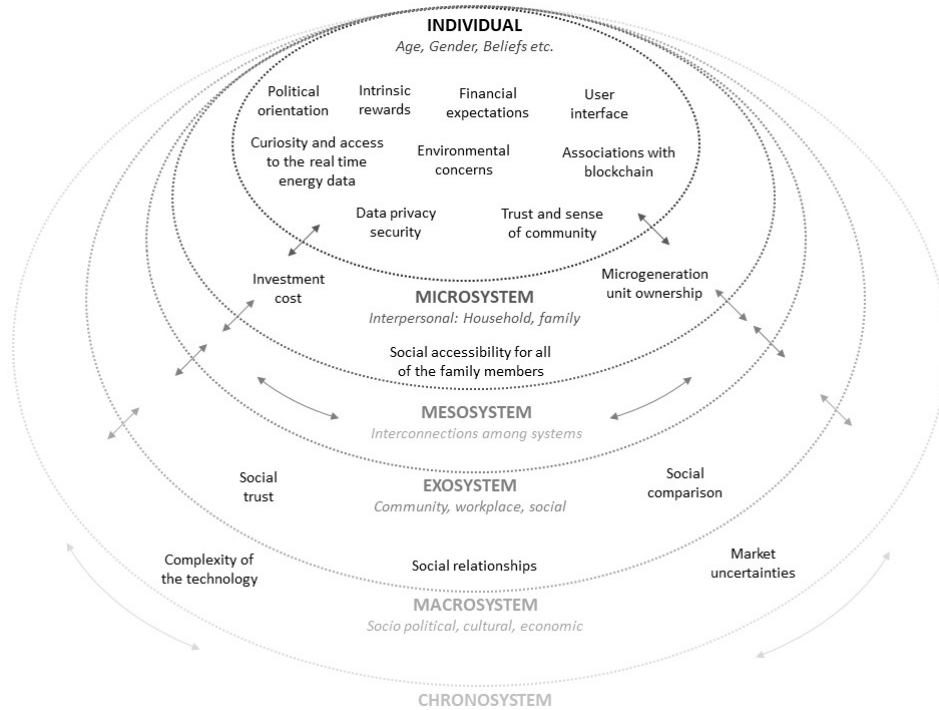 INDIVIDUAL
Age, Gender, Beliefs etc.
Political
orientation
Intrinsic
rewards
Financial
expectations
User
interface
Curiosity and access
to the real time
energy data
Environmental
concerns
Associations with
blockchain
Data privacy
security
Trust and sense
of community
Investment
cost
Microgeneration
unit ownership
MICROSYSTEM
Interpersonal: Household, family
Social accessibility for all
of the family members
MESOSYSTEM
Interconnections among systems
Social
trust
EXOSYSTEM
Community, workplace, social
Social
comparison
Complexity of
the technology
Social relationships
Market
uncertainties
MACROSYSTEM
Socio political, cultural, economic
CHRONOSYSTEM